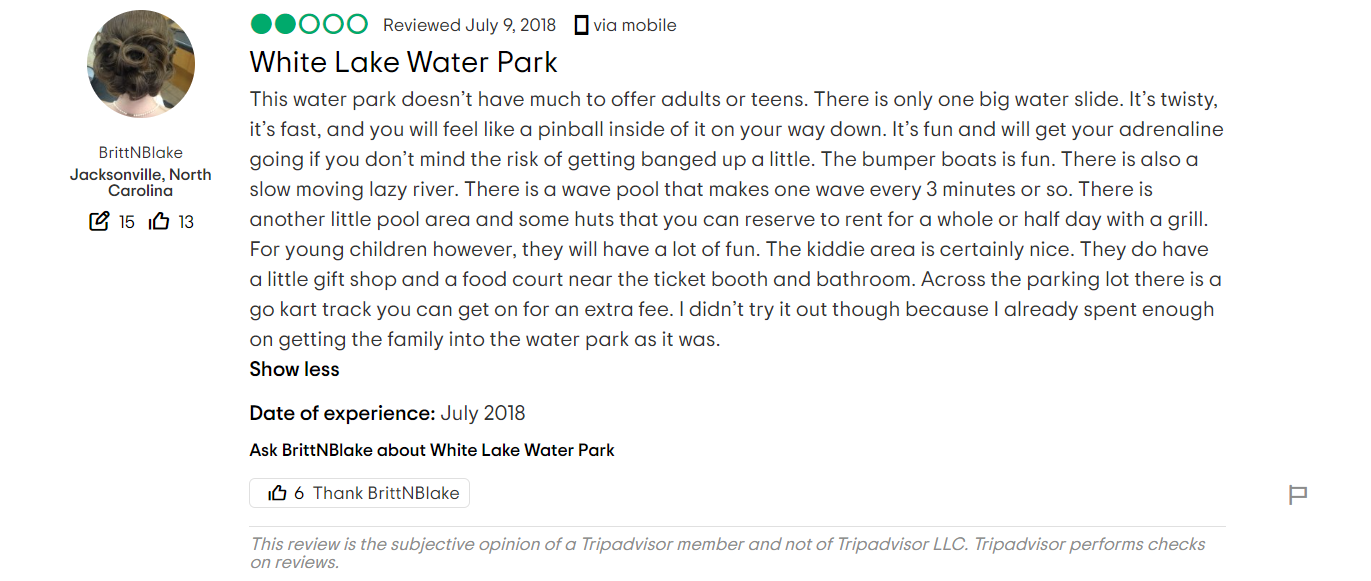 Reviewed July 9, 2018 via mobile
White Lake Water Park
This water park doesn’t have much to offer adults or teens. There is only one big water slide. It’s twisty,
it’s fast, and you will feel like a pinball inside of it on your way down. It’s fun and will get your adrenaline
going if you don’t mind the risk of getting banged up a little. The bumper boats is fun. There is also a
slow moving lazy river. There is a wave pool that makes one wave every 3 minutes or so. There is
another little pool area and some huts that you can reserve to rent for a whole or half day with a grill.
For young children however, they will have a lot of fun. The kiddie area is certainly nice. They do have
a little gift shop and a food court near the ticket booth and bathroom. Across the parking lot there is a
go kart track you can get on for an extra fee. I didn’t try it out though because I already spent enough
on getting the family into the water park as it was.
Show less
BrittNBlake
Jacksonville, North
Carolina
15 13
Date of experience: July 2018
Ask BrittNBlake about White Lake Water Park
6 Thank BrittNBlake
This review is the subjective opinion of a Tripadvisor member and not of Tripadvisor LLC. Tripadvisor performs checks
on reviews.